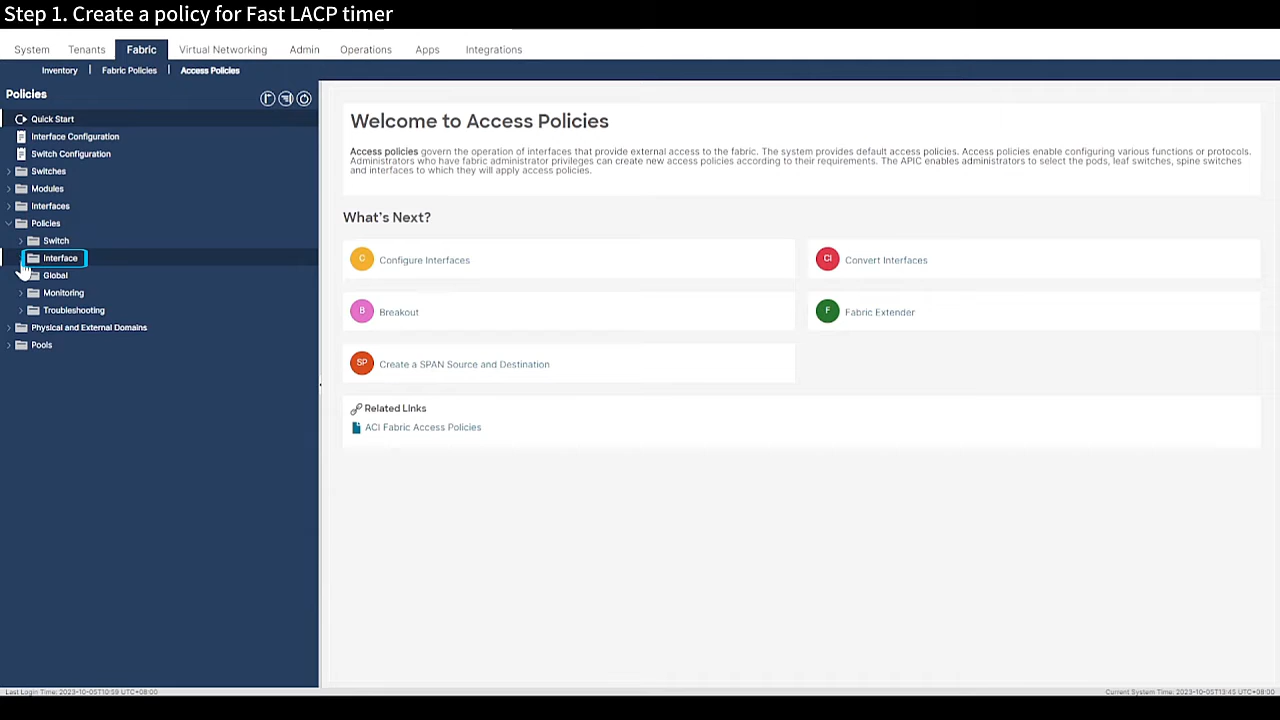 Step 1. Create a policy for Fast LACP timer
System Tenants Fabric Virtual Networking Admin Operations Apps Integrations
Inventory | Fabric Policies | Access Policies
Policies
Quick Start
Interface Configuration
Switch Configuration
Switches
Modules
Interfaces
Policies
Switch
Interface
Global
Monitoring
Troubleshooting
Physical and External Domains
Pools
Welcome to Access Policies
Access policies govern the operation of interfaces that provide external access to the fabric. The system provides default access policies. Access policies enable configuring various functions or protocols.
Administrators who have fabric administrator privileges can create new access policies according to their requirements. The APIC enables administrators to select the pods, leaf switches, spine switches
and interfaces to which they will apply access policies.
What's Next?
C Configure Interfaces
CI Convert Interfaces
B Breakout
F Fabric Extender
SP Create a SPAN Source and Destination
Related Links
ACI Fabric Access Policies
Last Login Time: 2023-10-05T10:59 UTC+08:00
Current System Time: 2023-10-05T13:45 UTC+08:00